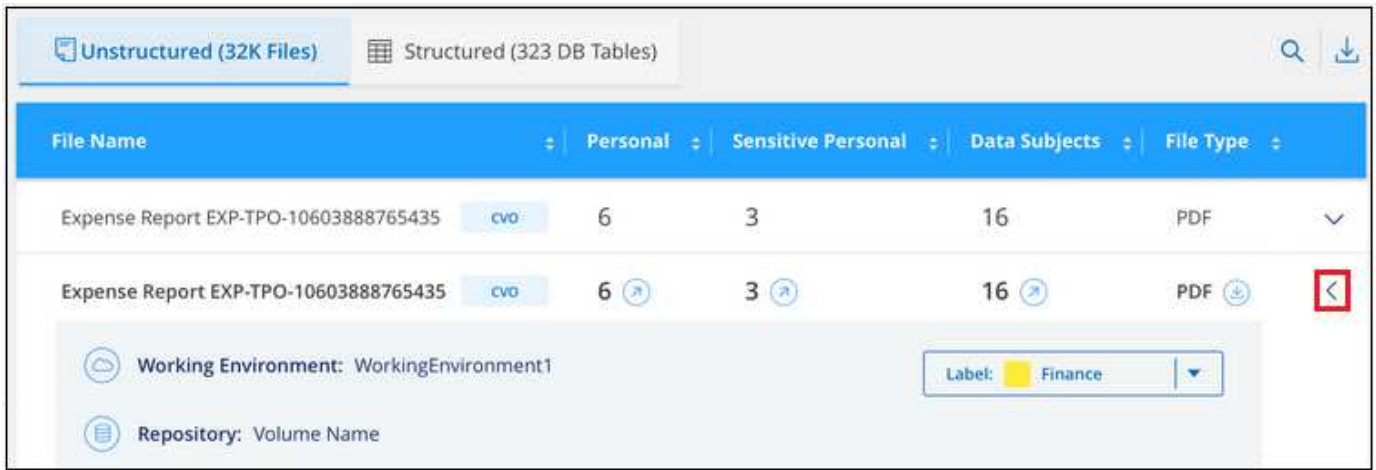 Unstructured (32K Files) Structured (323 DB Tables)
File Name Personal Sensitive Personal Data Subjects File Type
Expense Report EXP-TPO-10603888765435 CVO 6 3 16 PDF
Expense Report EXP-TPO-10603888765435 CVO 6 3 16 PDF
Working Environment: WorkingEnvironment1 Label: Finance
Repository: Volume Name